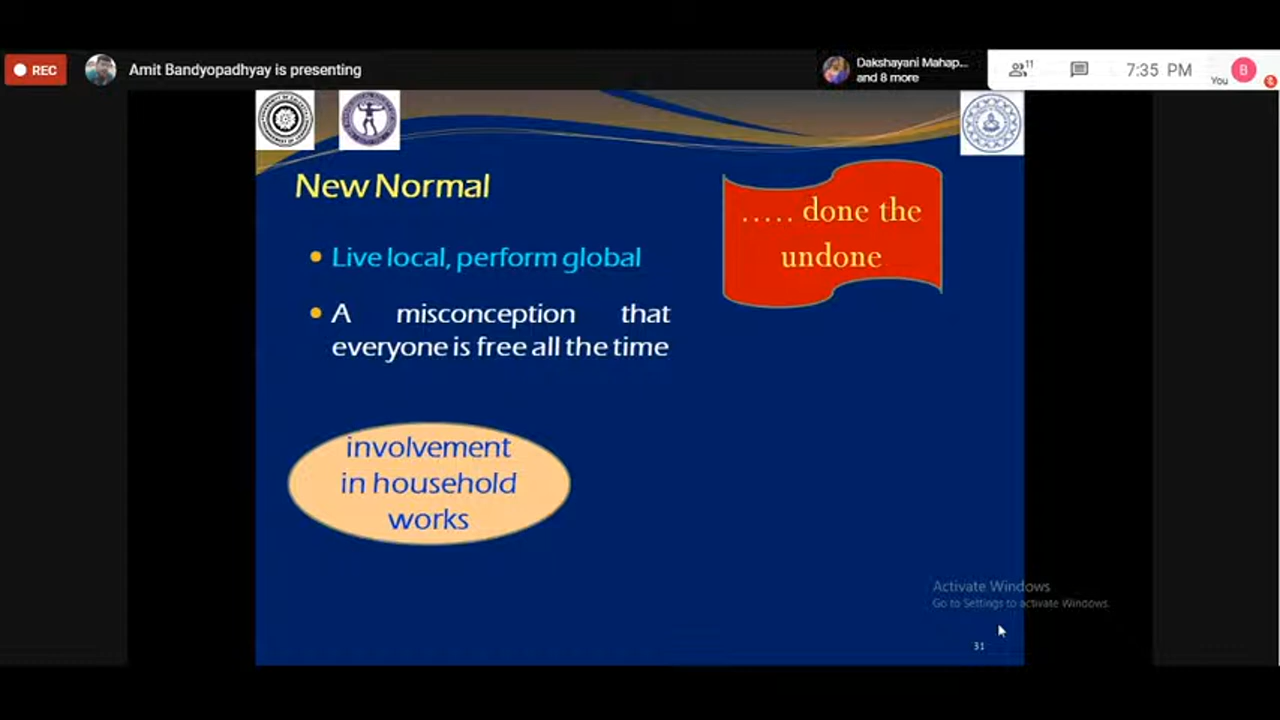 REC
Amit Bandyopadhyay is presenting
Dakshayani Mahap...
and 8 more
11
7:35 PM
You
B
New Normal
..... done the
undone
Live local, perform global
A misconception that
everyone is free all the time
involvement
in household
works
Activate Windows
Go to Settings to activate Windows.
31